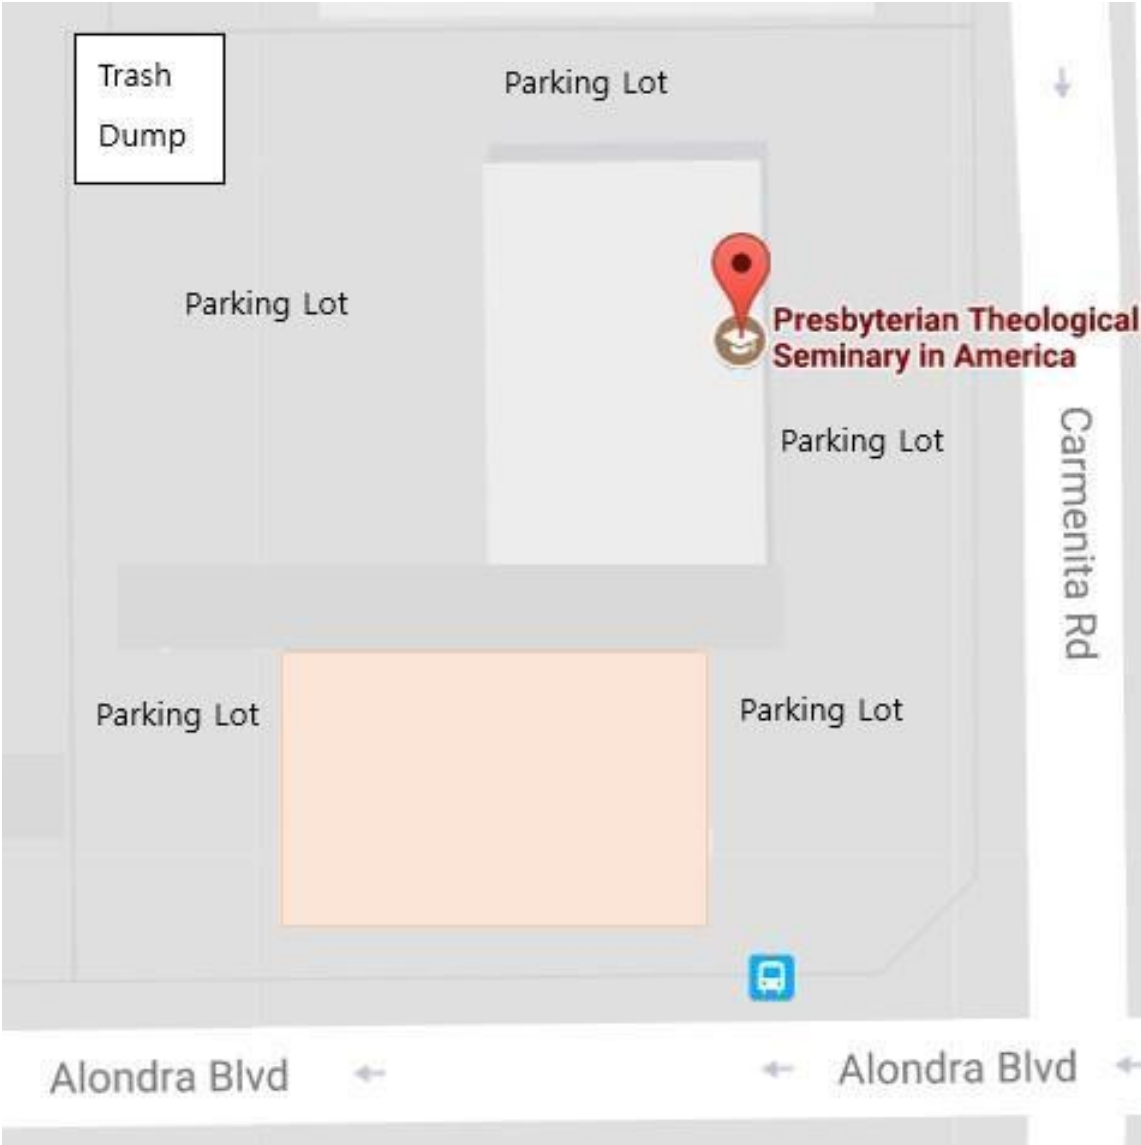 Trash
Dump
Parking Lot
Parking Lot
Presbyterian Theological
Seminary in America
Parking Lot
Carmenita Rd
Parking Lot
Parking Lot
Alondra Blvd
Alondra Blvd